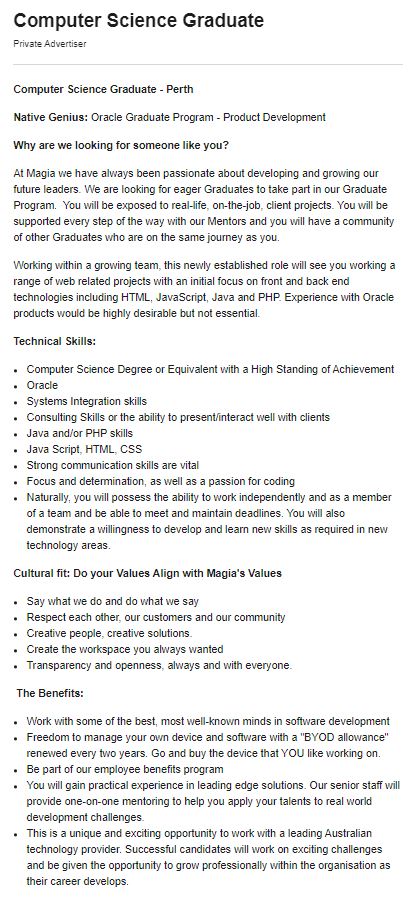 Computer Science Graduate
Private Advertiser
Computer Science Graduate - Perth
Native Genius: Oracle Graduate Program - Product Development
Why are we looking for someone like you?
At Magia we have always been passionate about developing and growing our
future leaders. We are looking for eager Graduates to take part in our Graduate
Program.  You will be exposed to real-life, on-the-job, client projects. You will be
supported every step of the way with our Mentors and you will have a community
of other Graduates who are on the same journey as you.
Working within a growing team, this newly established role will see you working a
range of web related projects with an initial focus on front and back end
technologies including HTML, JavaScript, Java and PHP. Experience with Oracle
products would be highly desirable but not essential.
Technical Skills:
• Computer Science Degree or Equivalent with a High Standing of Achievement
• Oracle
• Systems Integration skills
• Consulting Skills or the ability to present/interact well with clients
• Java and/or PHP skills
• Java Script, HTML, CSS
• Strong communication skills are vital
• Focus and determination, as well as a passion for coding
• Naturally, you will possess the ability to work independently and as a member
of a team and be able to meet and maintain deadlines. You will also
demonstrate a willingness to develop and learn new skills as required in new
technology areas.
Cultural fit: Do your Values Align with Magia's Values
• Say what we do and do what we say
• Respect each other, our customers and our community
• Creative people, creative solutions.
• Create the workspace you always wanted
• Transparency and openness, always and with everyone.
The Benefits:
• Work with some of the best, most well-known minds in software development
• Freedom to manage your own device and software with a "BYOD allowance"
renewed every two years. Go and buy the device that YOU like working on.
• Be part of our employee benefits program
• You will gain practical experience in leading edge solutions. Our senior staff will
provide one-on-one mentoring to help you apply your talents to real world
development challenges.
• This is a unique and exciting opportunity to work with a leading Australian
technology provider. Successful candidates will work on exciting challenges
and be given the opportunity to grow professionally within the organisation as
their career develops.